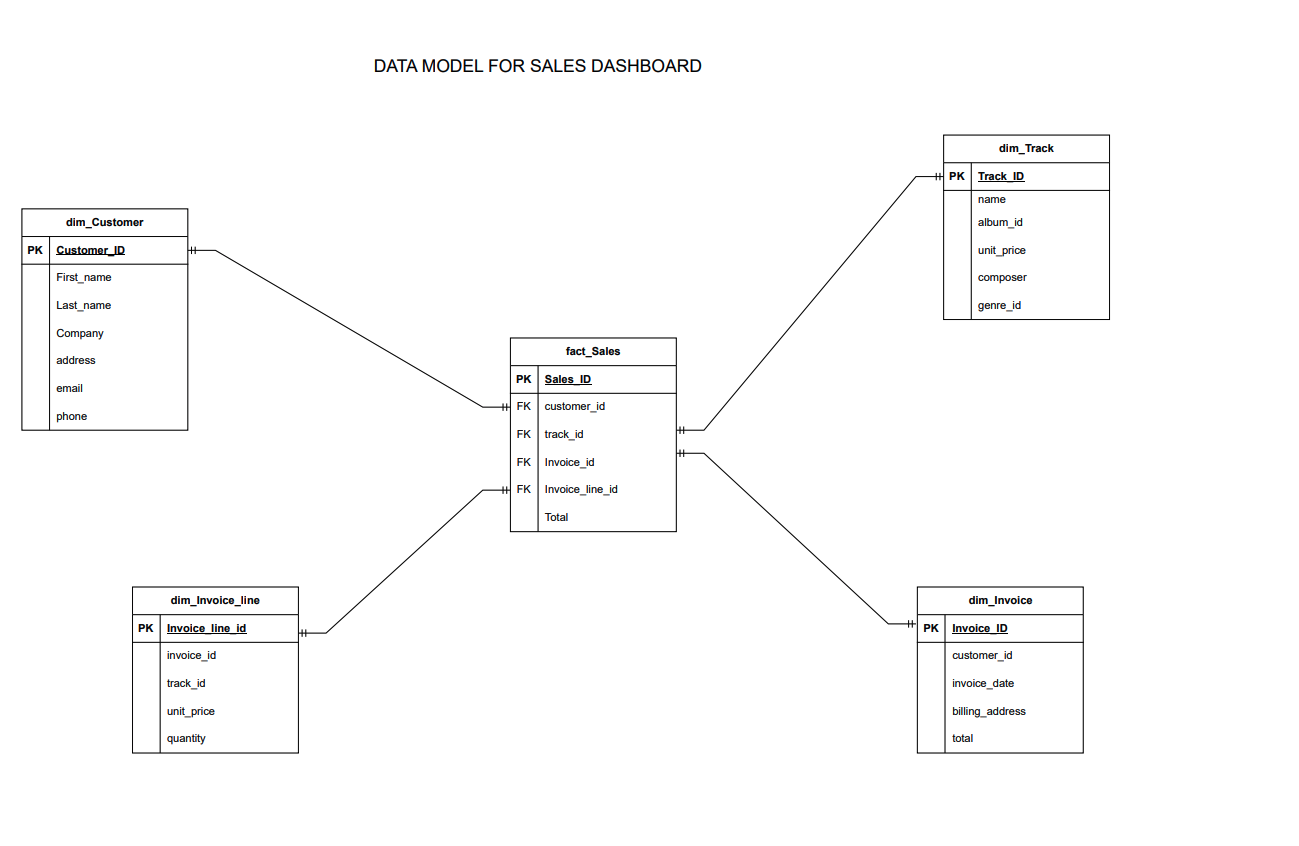 DATA MODEL FOR SALES DASHBOARD
dim_Track
PK Track_ID
name
album_id
unit_price
composer
genre_id
dim_Customer
PK Customer_ID
First_name
Last_name
Company
address
email
phone
fact_Sales
PK Sales_ID
FK customer_id
FK track_id
FK Invoice_id
FK Invoice_line_id
Total
dim_Invoice_line
PK Invoice_line_id
invoice_id
track_id
unit_price
quantity
dim_Invoice
PK Invoice_ID
customer_id
invoice_date
billing_address
total